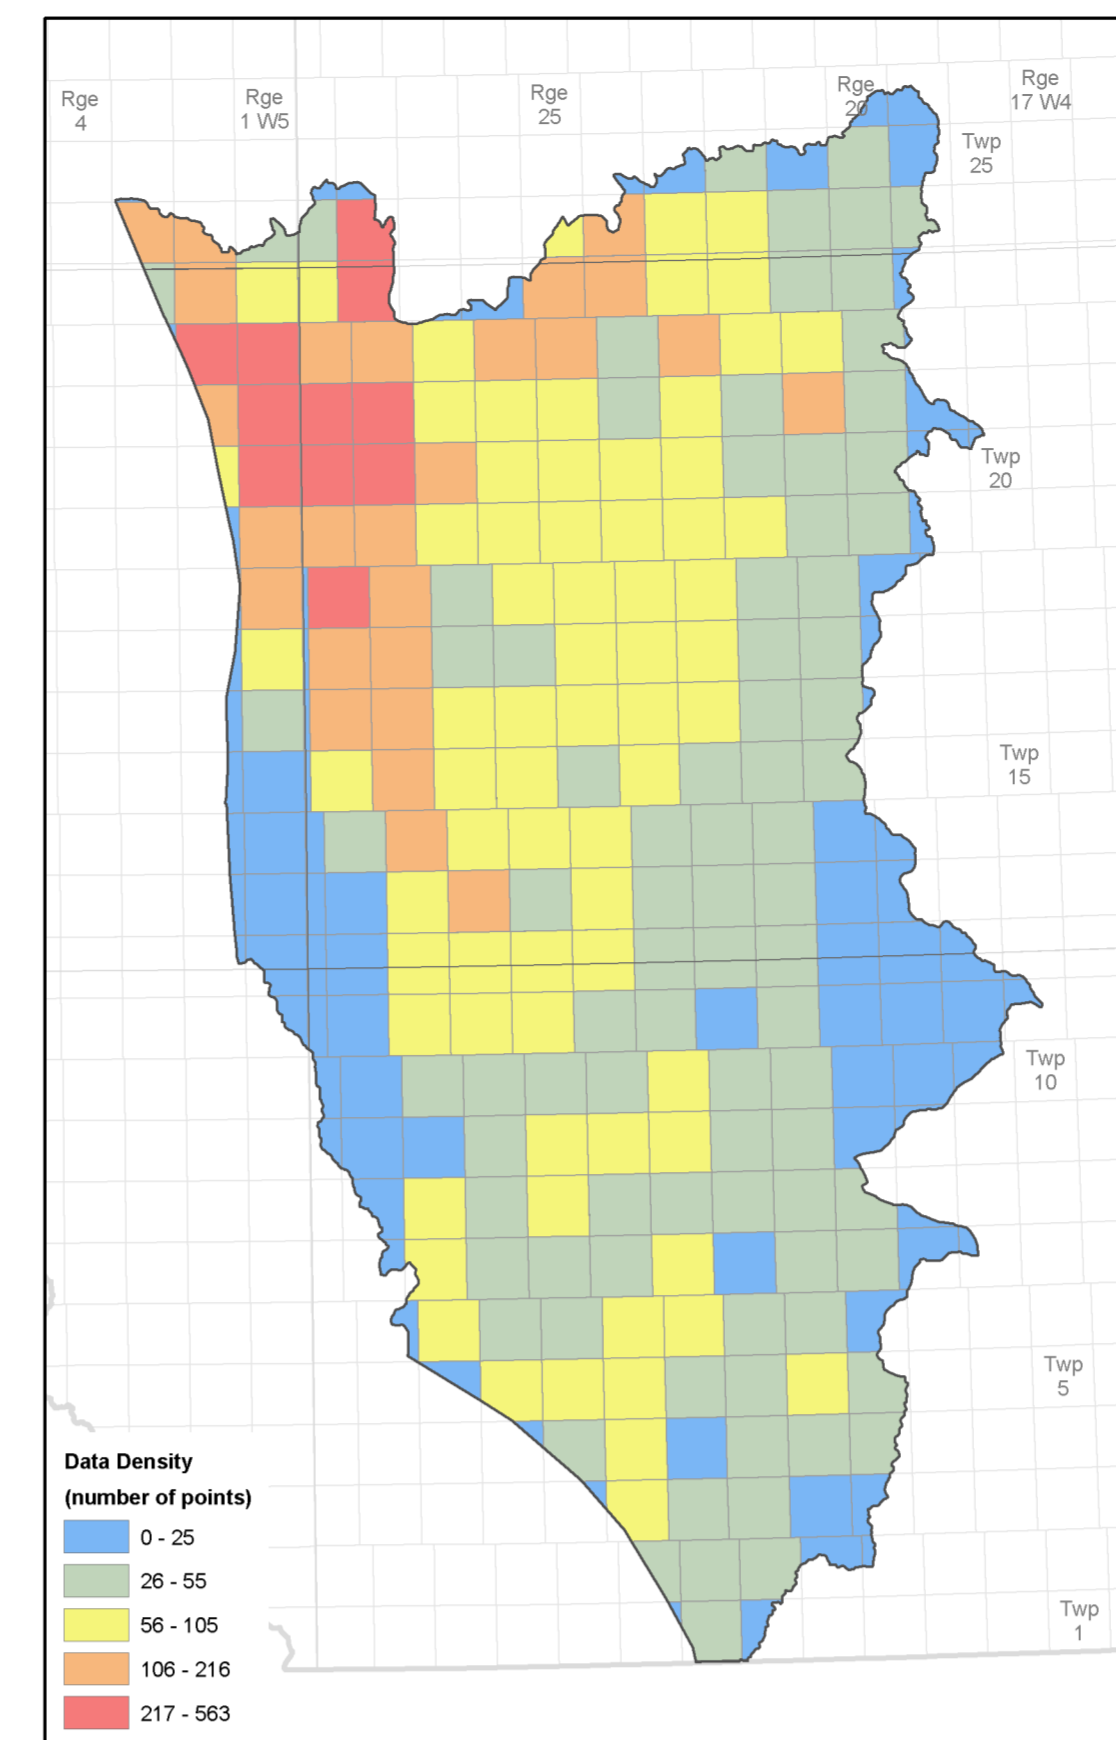 Rge
4
Rge
1 W5
Rge
25
Rge
20
Rge
17 W4
Twp
25
Twp
20
Twp
15
Twp
10
Twp
5
Twp
1
Data Density
(number of points)
0 - 25
26 - 55
56 - 105
106 - 216
217 - 563